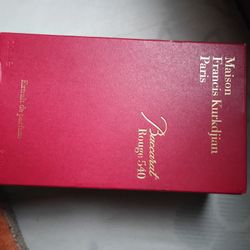 Maison
Francis Kurkdjian
Paris
Baccarat
Rouge 540
Extrait de parfum